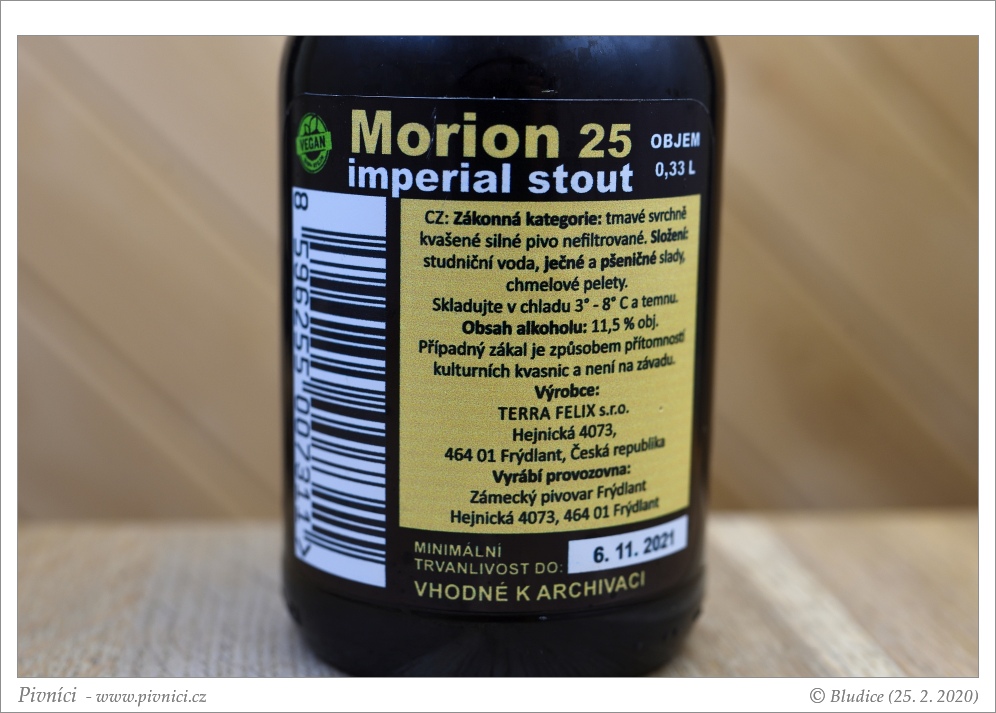 VEGAN
Morion 25
imperial stout
OBJEM
0,33 L
8 596255 007311
CZ: Zákonná kategorie: tmavé svrchně
kvašené silné pivo nefiltrované. Složení:
studniční voda, ječné a pšeničné slady,
chmelové pelety.
Skladujte v chladu 3° - 8° C a temnu.
Obsah alkoholu: 11,5 % obj.
Případný zákal je způsobem přítomností
kulturních kvasnic a není na závadu.
Výrobce:
TERRA FELIX s.r.o.
Hejnická 4073,
464 01 Frýdlant, Česká republika
Vyrábí provozovna:
Zámecký pivovar Frýdlant
Hejnická 4073, 464 01 Frýdlant
MINIMÁLNÍ
TRVANLIVOST DO: 6. 11. 2021
VHODNÉ K ARCHIVACI
Pivníci - www.pivnici.cz
© Bludice (25. 2. 2020)